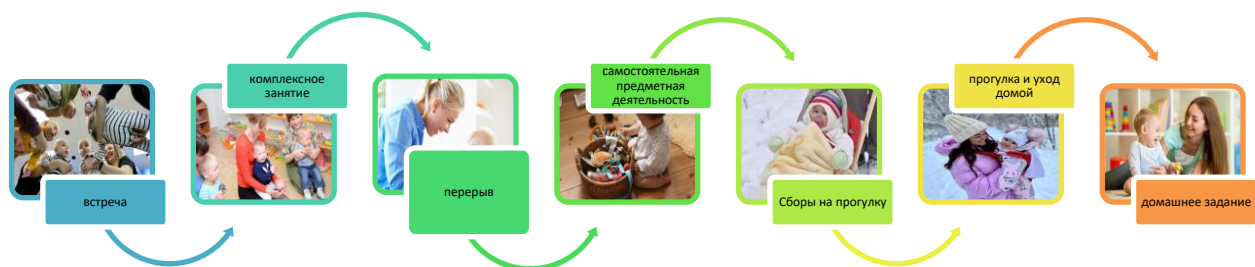 встреча
комплексное
занятие
перерыв
самостоятельная
предметная
деятельность
Сборы на прогулку
прогулка и уход
домой
домашнее задание